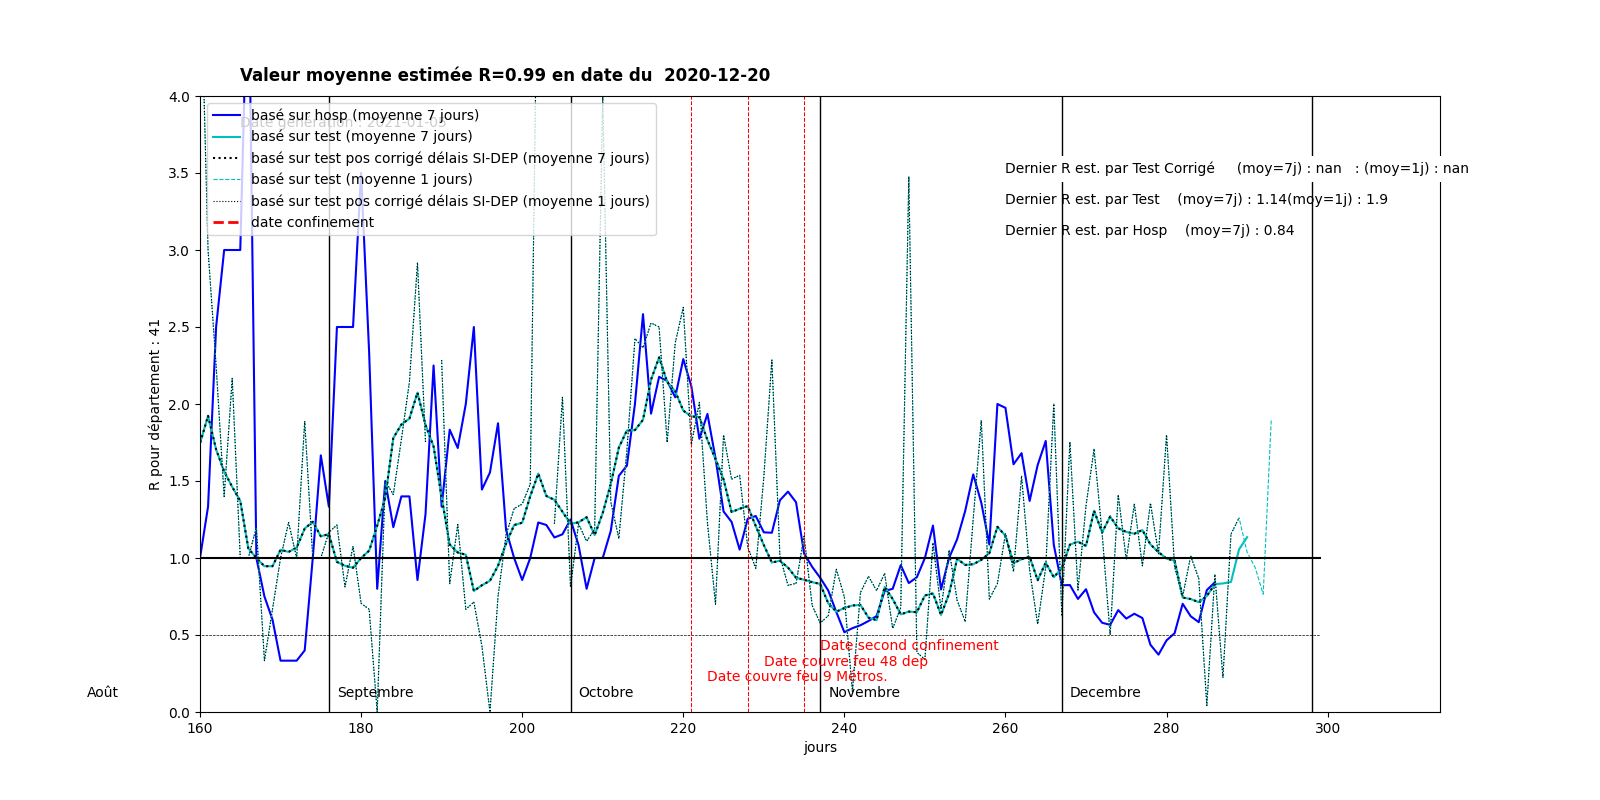 Valeur moyenne estimée R=0.99 en date du  2020-12-20
4.0
3.5
3.0
2.5
2.0
1.5
1.0
0.5
0.0
R pour département : 41
basé sur hosp (moyenne 7 jours)
Date génération : 2021-01-05
basé sur test (moyenne 7 jours)
basé sur test pos corrigé délais SI-DEP (moyenne 7 jours)
basé sur test (moyenne 1 jours)
basé sur test pos corrigé délais SI-DEP (moyenne 1 jours)
date confinement
Dernier R est. par Test Corrigé     (moy=7j) : nan   : (moy=1j) : nan
Dernier R est. par Test    (moy=7j) : 1.14(moy=1j) : 1.9
Dernier R est. par Hosp    (moy=7j) : 0.84
Date second confinement
Date couvre feu 48 dep
Date couvre feu 9 Métros.
Août
Septembre
Octobre
Novembre
Decembre
160
180
200
220
240
260
280
300
jours